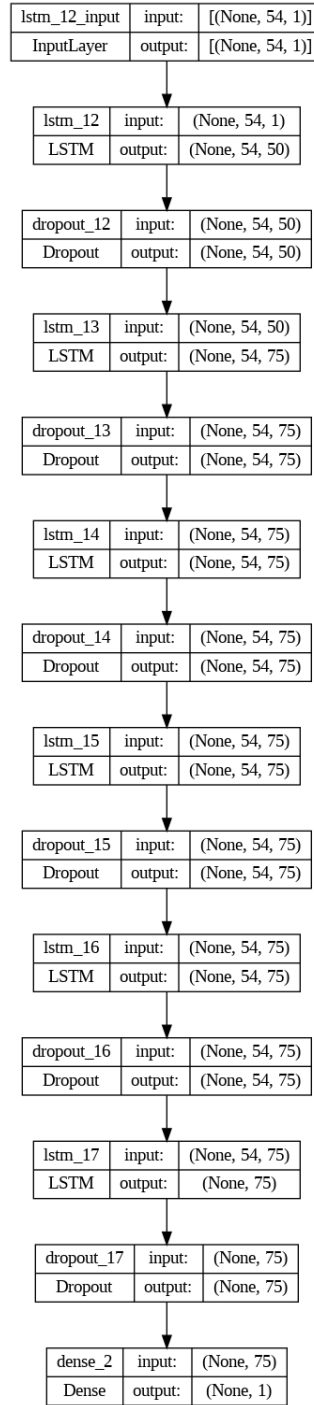 lstm_12_input input: [(None, 54, 1)]
InputLayer output: [(None, 54, 1)]
lstm_12 input: (None, 54, 1)
LSTM output: (None, 54, 50)
dropout_12 input: (None, 54, 50)
Dropout output: (None, 54, 50)
lstm_13 input: (None, 54, 50)
LSTM output: (None, 54, 75)
dropout_13 input: (None, 54, 75)
Dropout output: (None, 54, 75)
lstm_14 input: (None, 54, 75)
LSTM output: (None, 54, 75)
dropout_14 input: (None, 54, 75)
Dropout output: (None, 54, 75)
lstm_15 input: (None, 54, 75)
LSTM output: (None, 54, 75)
dropout_15 input: (None, 54, 75)
Dropout output: (None, 54, 75)
lstm_16 input: (None, 54, 75)
LSTM output: (None, 54, 75)
dropout_16 input: (None, 54, 75)
Dropout output: (None, 54, 75)
lstm_17 input: (None, 54, 75)
LSTM output: (None, 75)
dropout_17 input: (None, 75)
Dropout output: (None, 75)
dense_2 input: (None, 75)
Dense output: (None, 1)